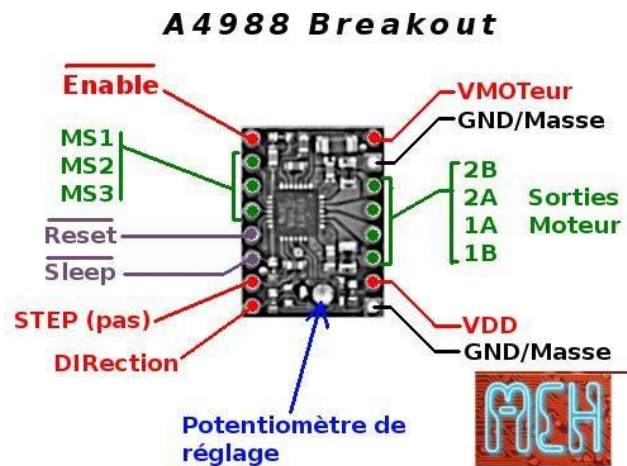 A4988 Breakout
Enable
MS1
MS2
MS3
Reset
Sleep
STEP (pas)
DIRection
VMOTeur
GND/Masse
2B
2A Sorties
1A Moteur
1B
VDD
GND/Masse
Potentiomètre de
réglage
MCH